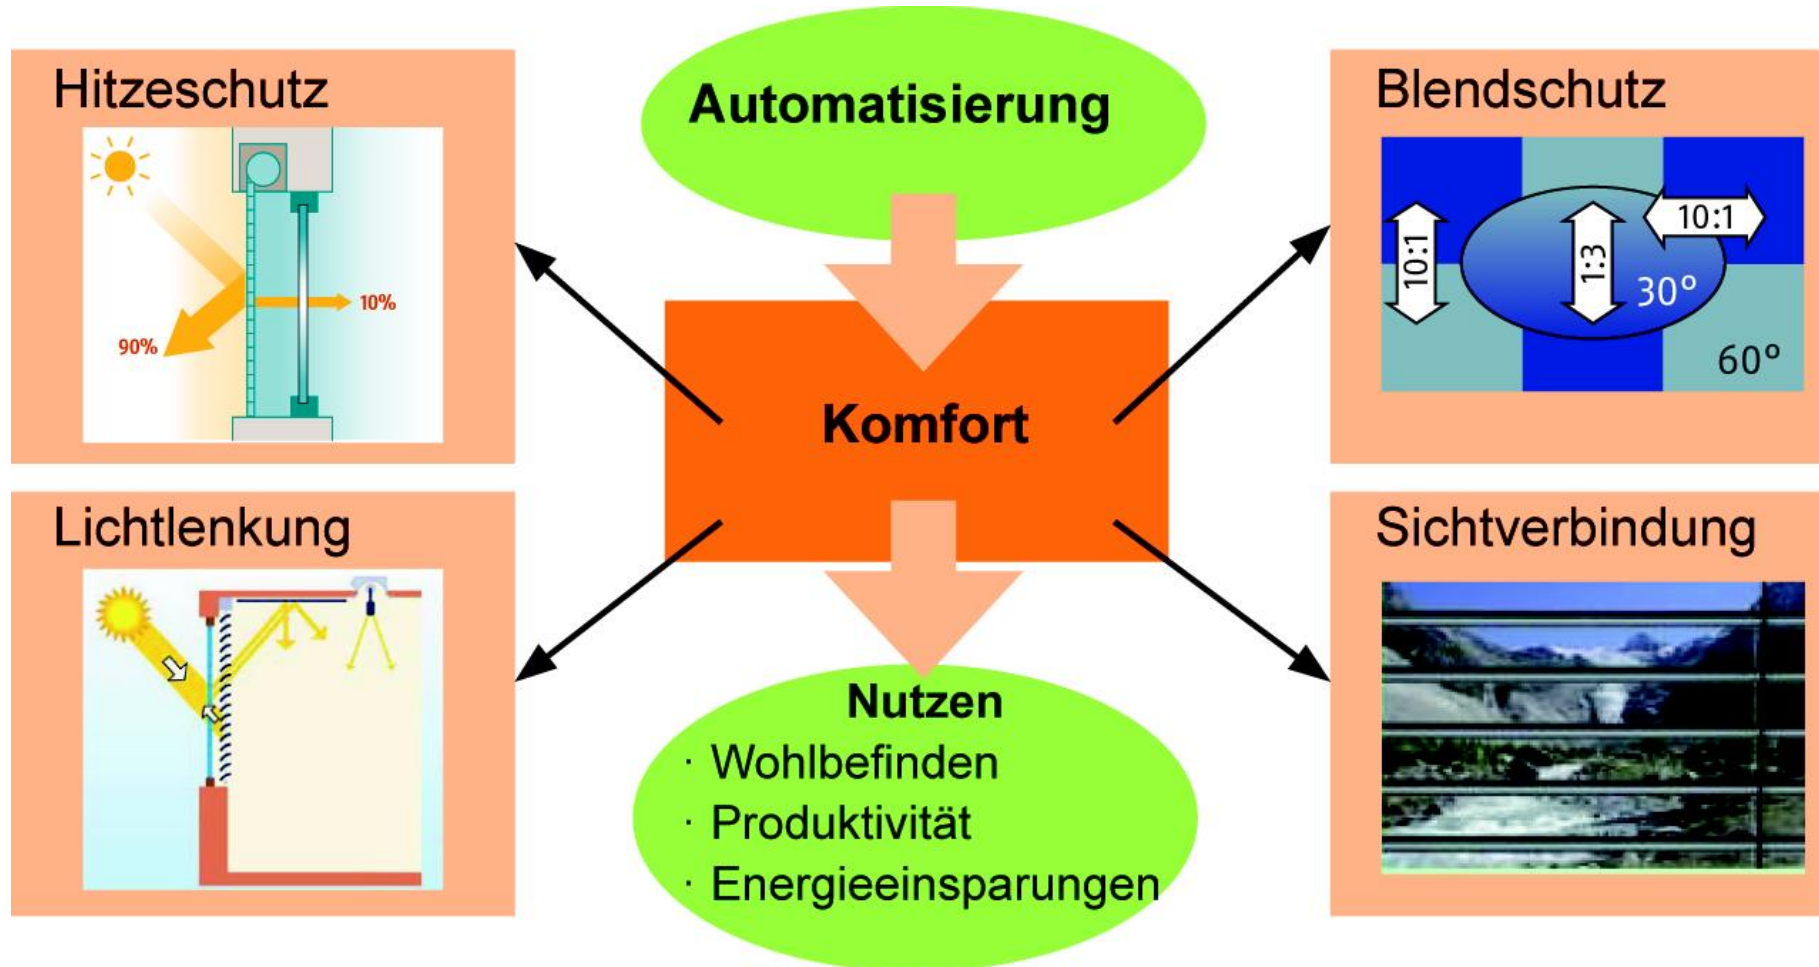 Hitzeschutz
90%
10%
Automatisierung
Blendschutz
10:1
1:3
10:1
30°
60°
Komfort
Lichtlenkung
Sichtverbindung
Nutzen
· Wohlbefinden
· Produktivität
· Energieeinsparungen